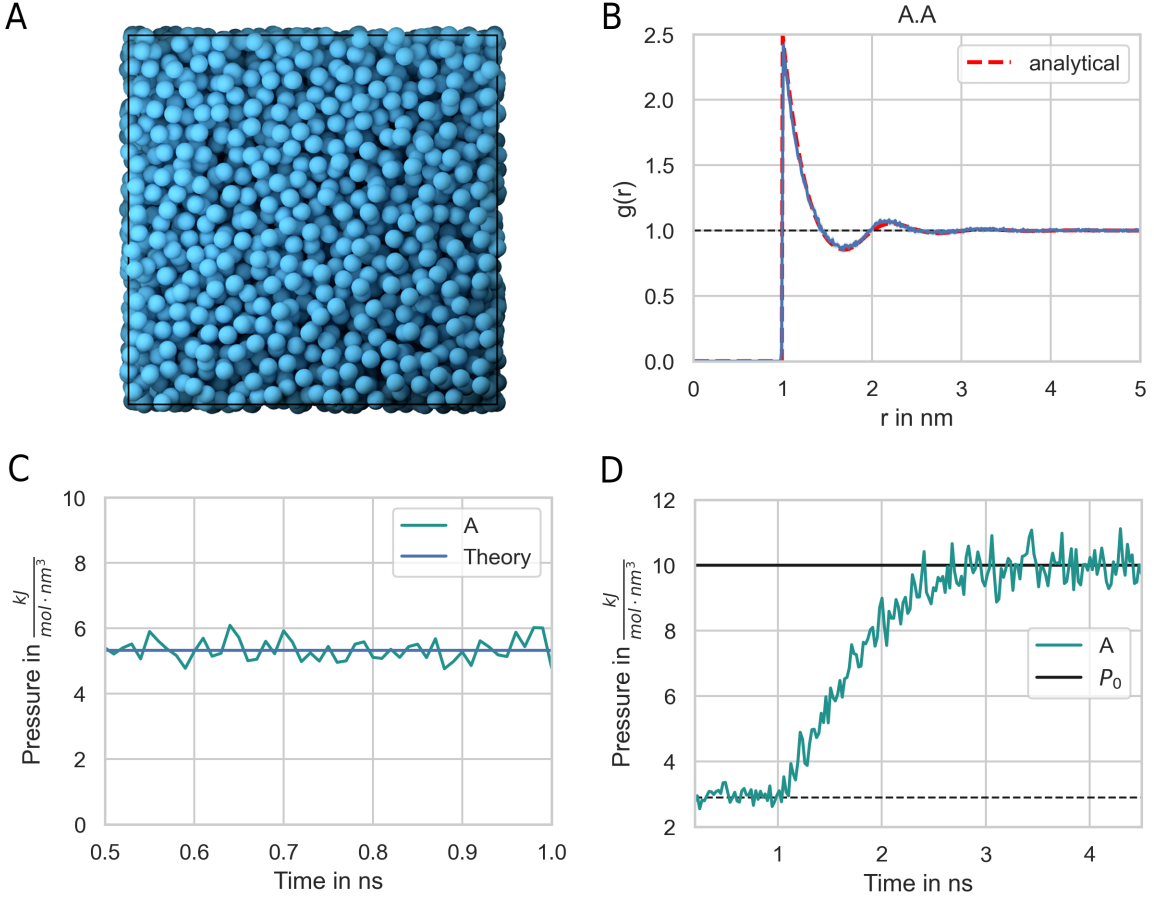 A
B
A.A
2.5
2.0
1.5
1.0
0.5
0.0
g(r)
analytical
0 1 2 3 4 5
r in nm
C
10
8
6
4
2
0
Pressure in kJ / mol · nm³
A
Theory
0.5 0.6 0.7 0.8 0.9 1.0
Time in ns
D
12
10
8
6
4
2
Pressure in kJ / mol · nm³
A
P₀
1 2 3 4
Time in ns